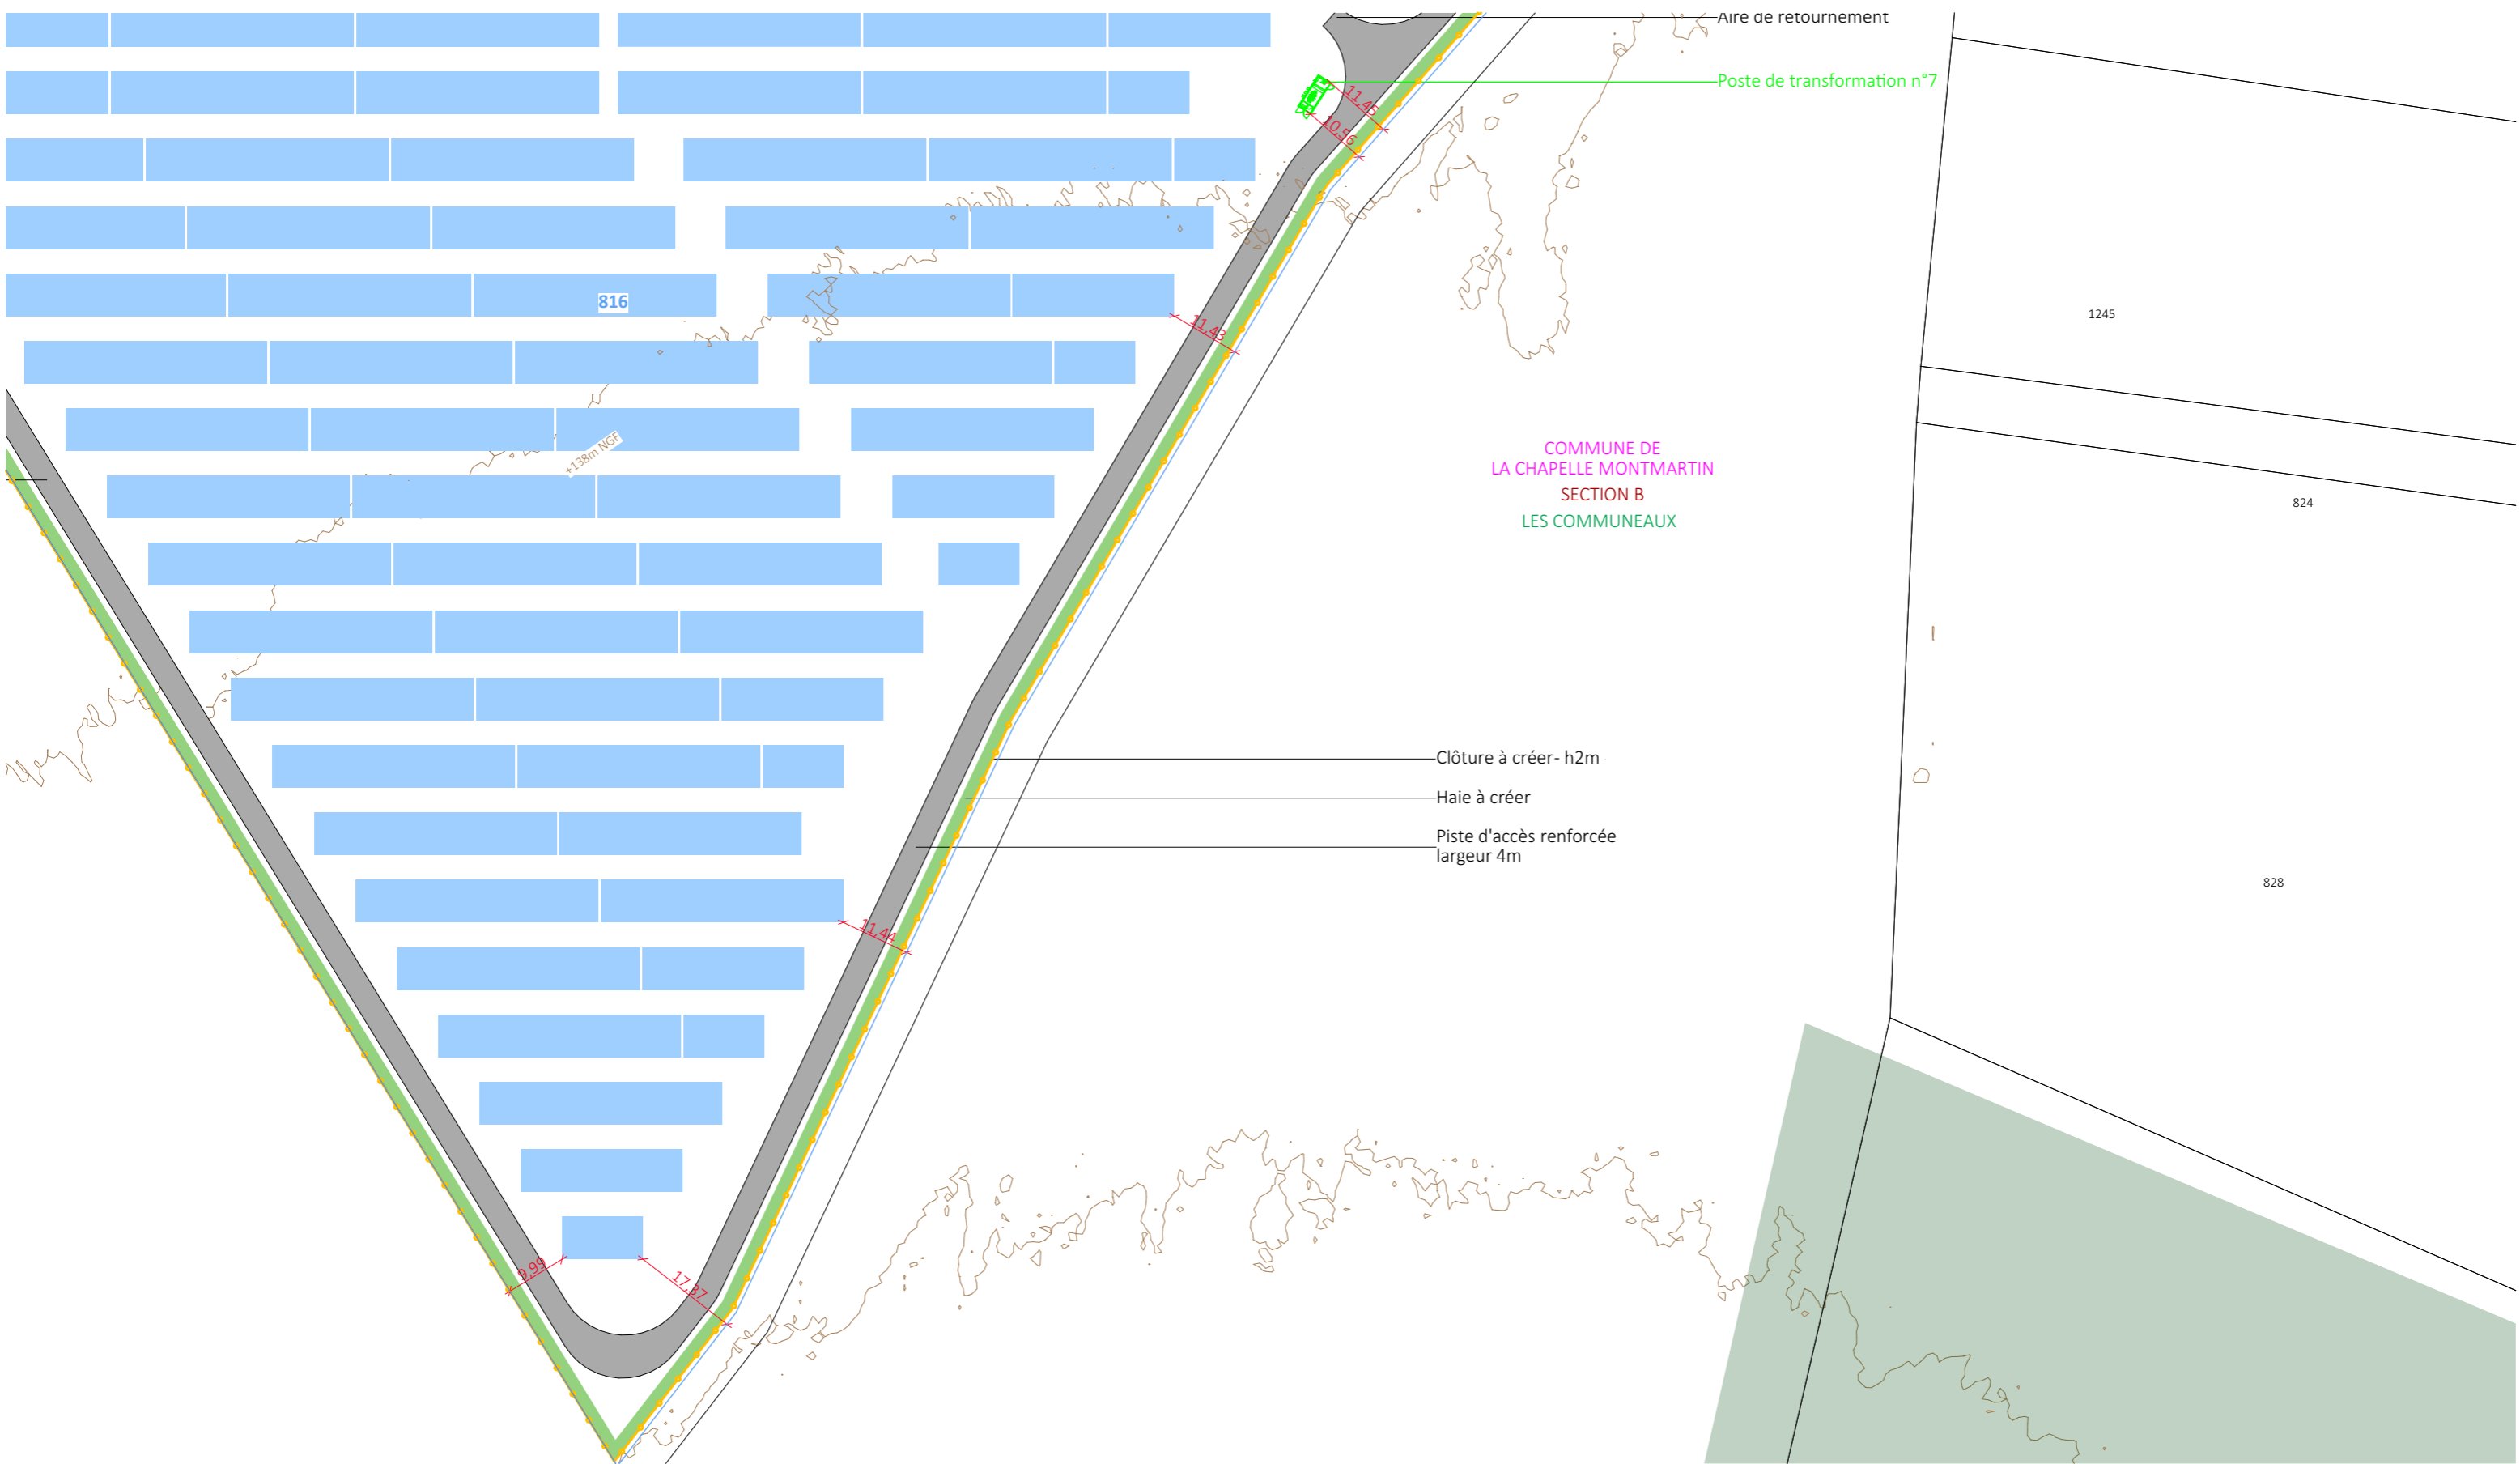 Aire de retournement
Poste de transformation n°7
11,45
10,56
816
11,43
1245
+138m NGF
COMMUNE DE
LA CHAPELLE MONTMARTIN
SECTION B
LES COMMUNEAUX
824
Clôture à créer- h2m
Haie à créer
Piste d'accès renforcée
largeur 4m
828
11,44
9,99
17,37